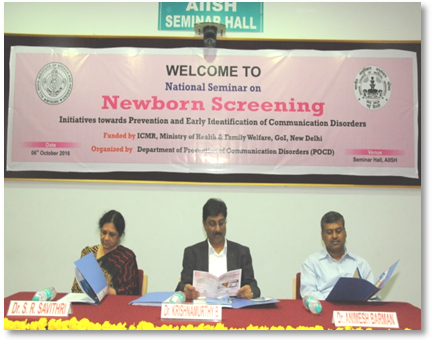 AIISH
SEMINAR HALL
WELCOME TO
National Seminar on
Newborn Screening
Initiatives towards Prevention and Early Identification of Communication Disorders
Funded by ICMR, Ministry of Health & Family Welfare, GoI, New Delhi
Organized by Department of Prevention of Communication Disorders (POCD)
Date
06th October 2016
Venue
Seminar Hall, AIISH
Dr. S. R. SAVITHRI
Dr. KRISHNAMURTHY B.
Dr. ANIMESH BARMAN